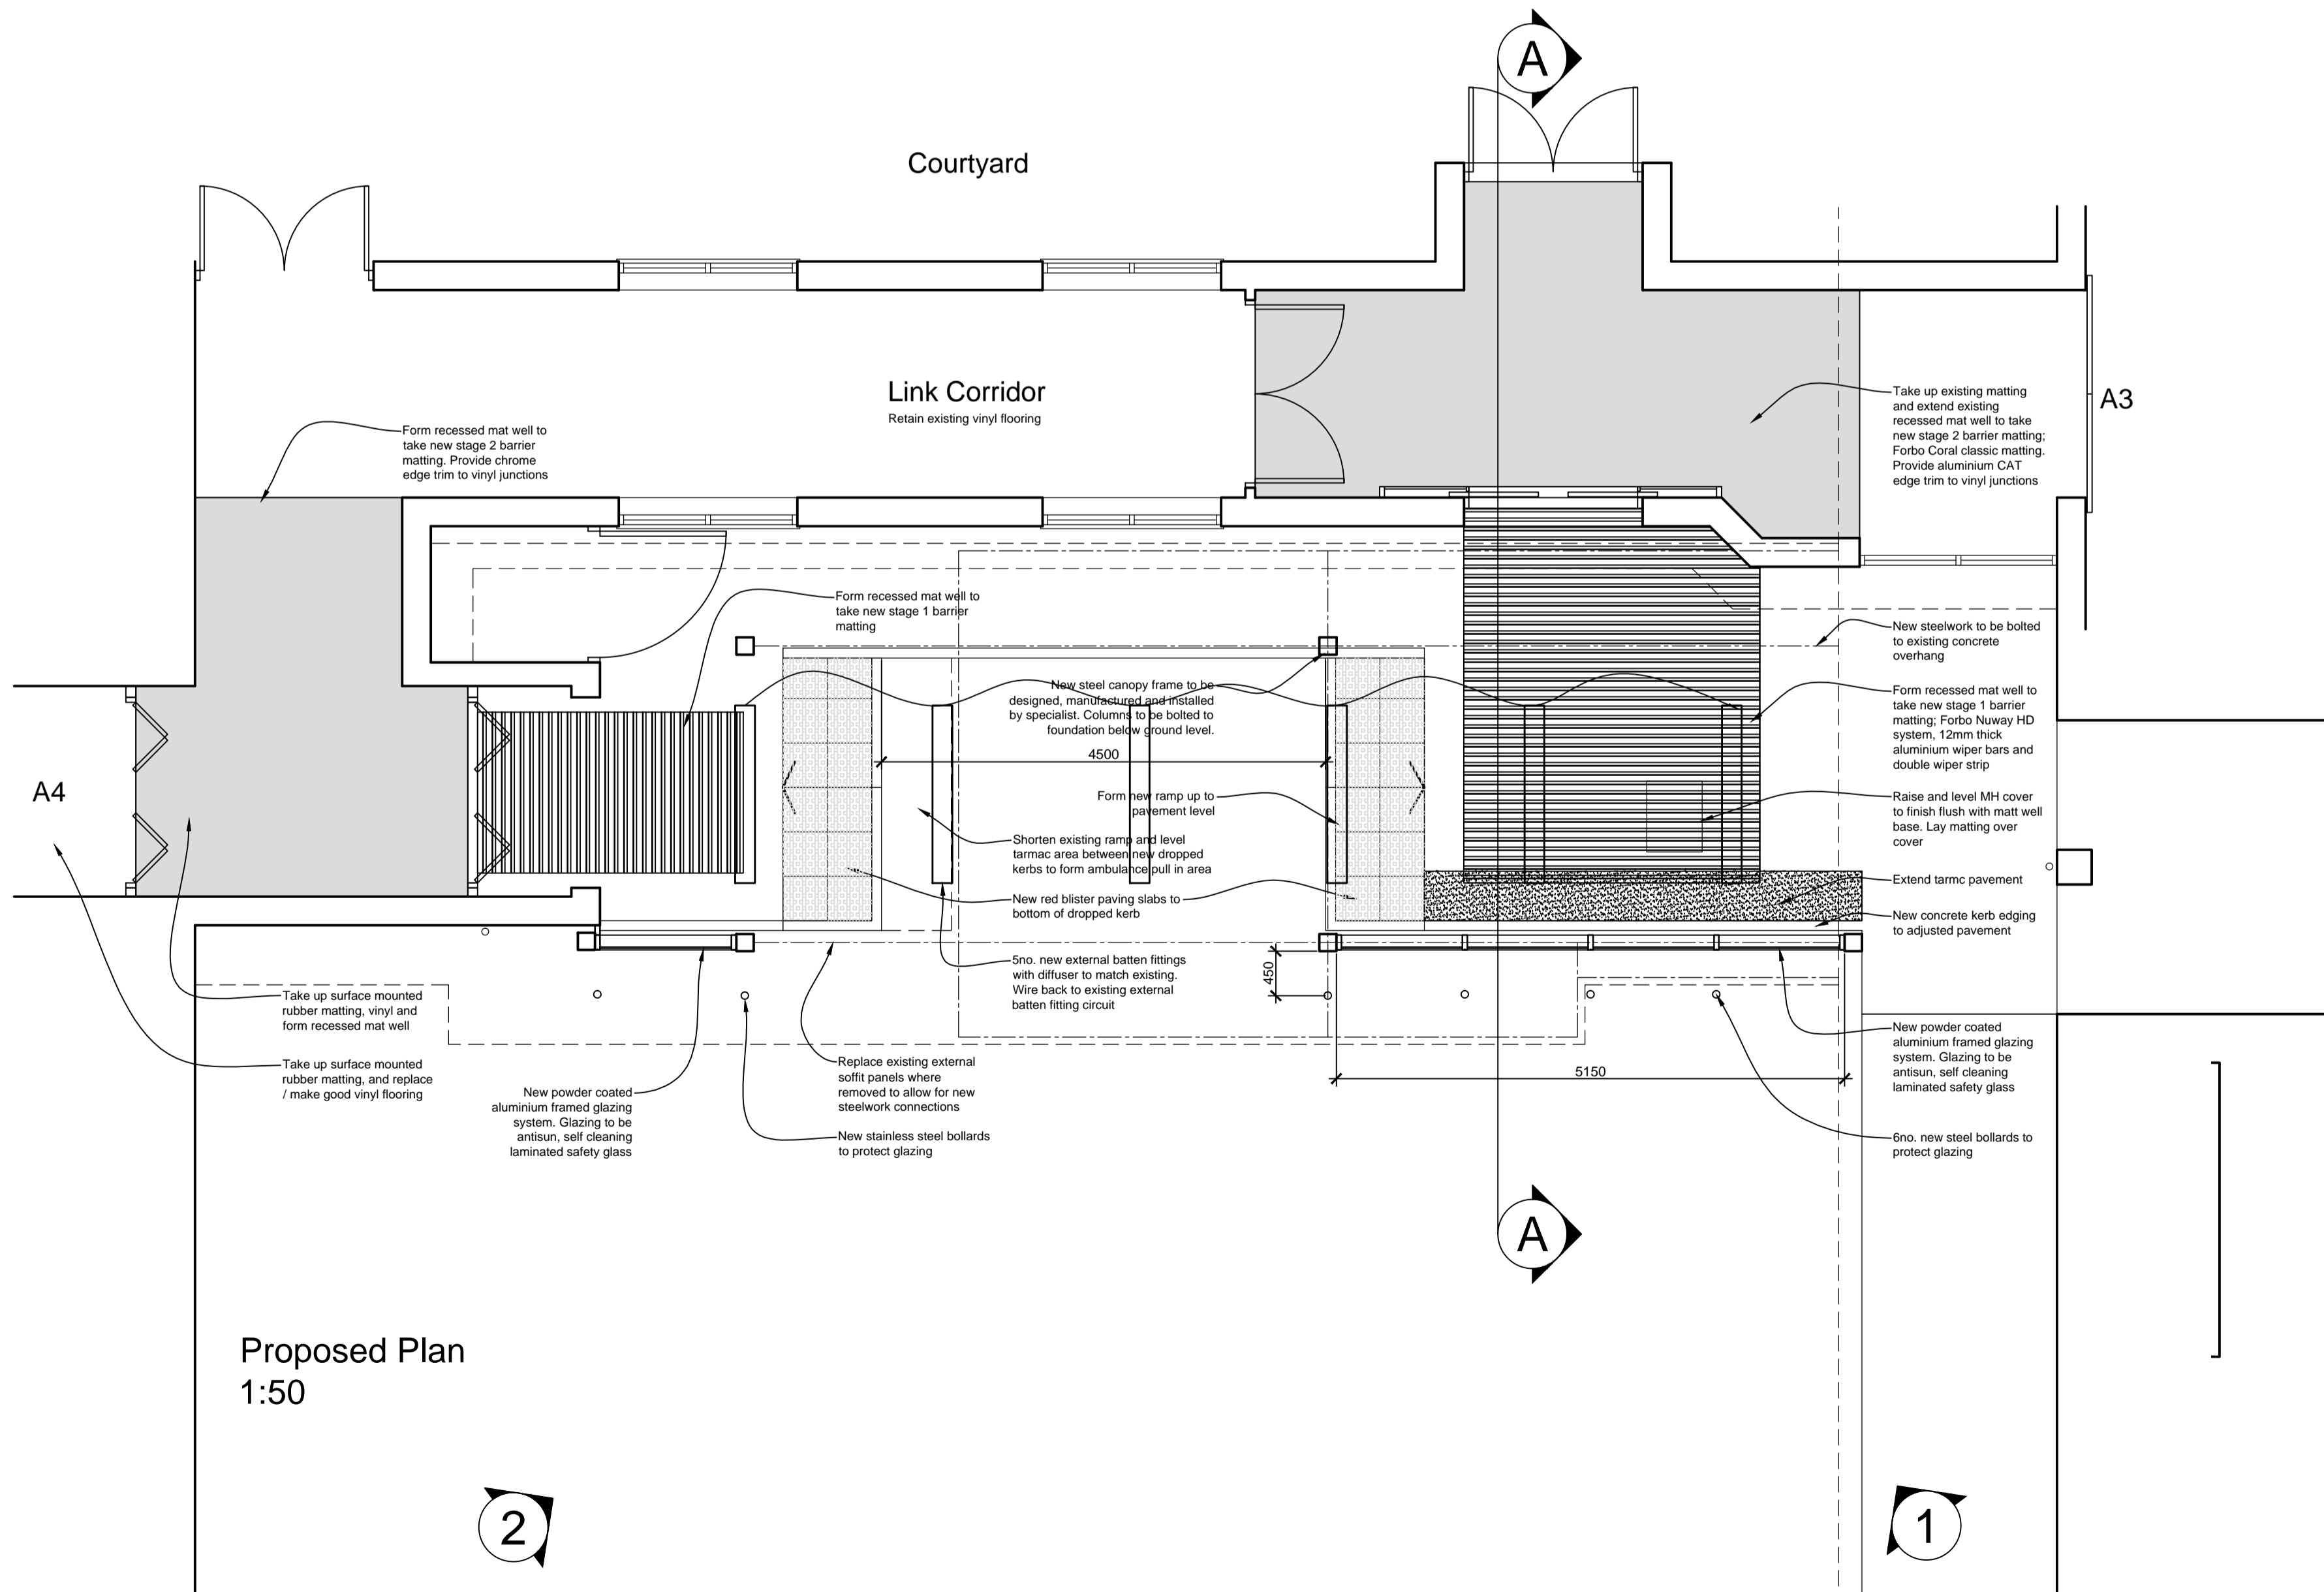 A
Courtyard
Link Corridor
Retain existing vinyl flooring
Form recessed mat well to
take new stage 2 barrier
matting. Provide chrome
edge trim to vinyl junctions
Take up existing matting
and extend existing
recessed mat well to take
new stage 2 barrier matting;
Forbo Coral classic matting.
Provide aluminium CAT
edge trim to vinyl junctions
A3
Form recessed mat well to
take new stage 1 barrier
matting
New steelwork to be bolted
to existing concrete
overhang
New steel canopy frame to be
designed, manufactured and installed
by specialist. Columns to be bolted to
foundation below ground level.
Form recessed mat well to
take new stage 1 barrier
matting; Forbo Nuway HD
system, 12mm thick
aluminium wiper bars and
double wiper strip
4500
A4
Form new ramp up to
pavement level
Raise and level MH cover
to finish flush with matt well
base. Lay matting over
cover
Shorten existing ramp and level
tarmac area between new dropped
kerbs to form ambulance pull in area
New red blister paving slabs to
bottom of dropped kerb
Extend tarmc pavement
New concrete kerb edging
to adjusted pavement
5no. new external batten fittings
with diffuser to match existing.
Wire back to existing external
batten fitting circuit
450
Take up surface mounted
rubber matting, vinyl and
form recessed mat well
Take up surface mounted
rubber matting, and replace
/ make good vinyl flooring
New powder coated
aluminium framed glazing
system. Glazing to be
antisun, self cleaning
laminated safety glass
Replace existing external
soffit panels where
removed to allow for new
steelwork connections
New stainless steel bollards
to protect glazing
5150
New powder coated
aluminium framed glazing
system. Glazing to be
antisun, self cleaning
laminated safety glass
6no. new steel bollards to
protect glazing
A
Proposed Plan
1:50
2
1